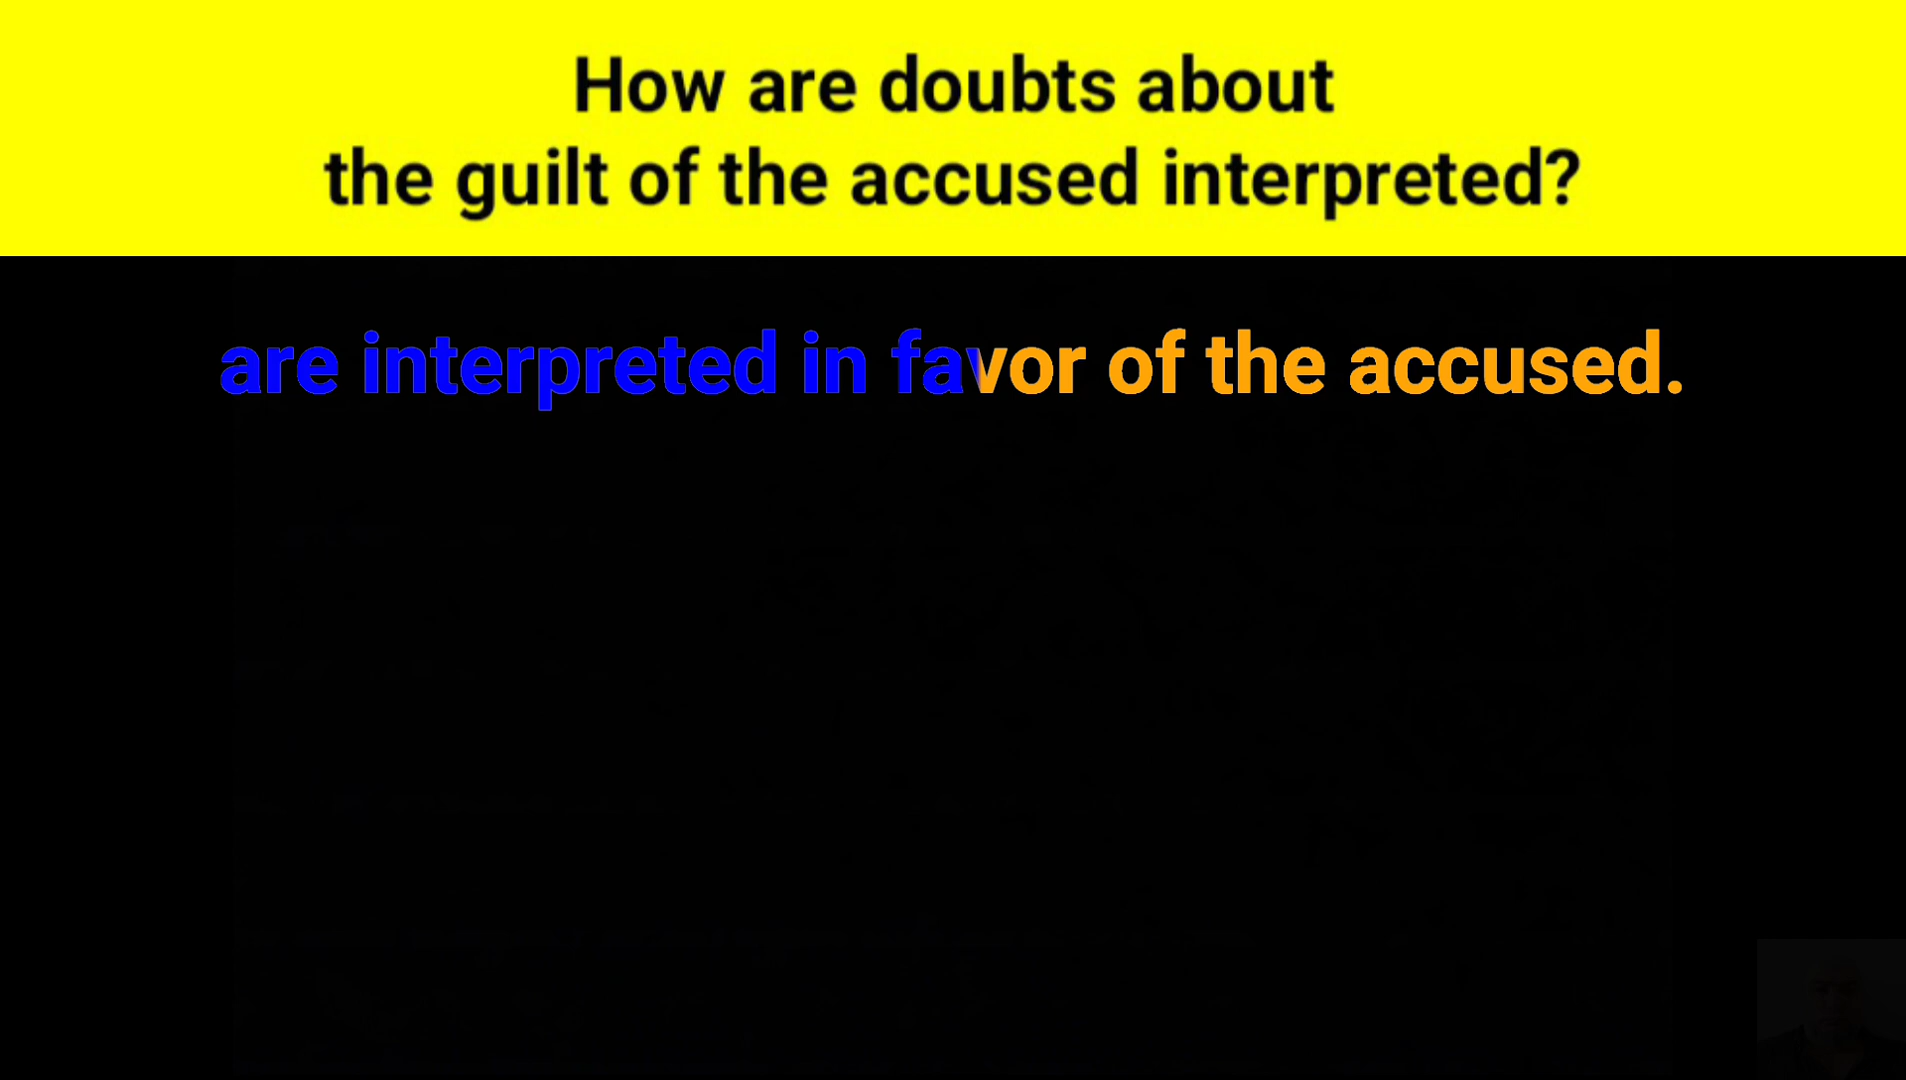 How are doubts about
the guilt of the accused interpreted?
are interpreted in favor of the accused.